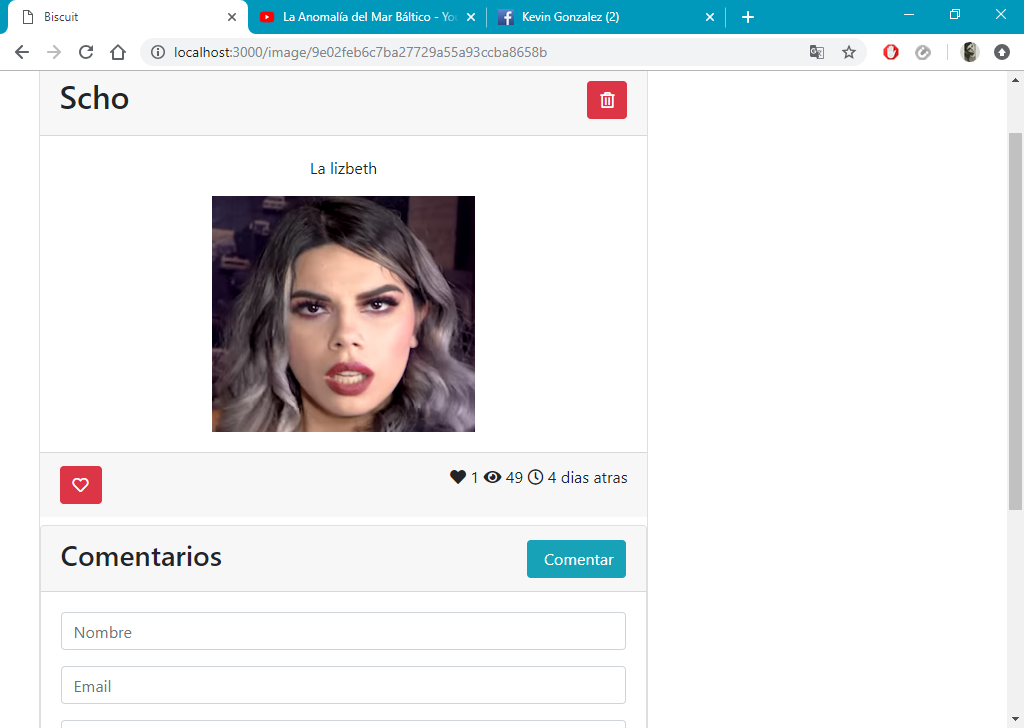 Biscuit
La Anomalía del Mar Báltico - You
Kevin Gonzalez (2)
localhost:3000/image/9e02feb6c7ba27729a55a93ccba8658b
Scho
La lizbeth
1 49 4 dias atras
Comentarios
Comentar
Nombre
Email